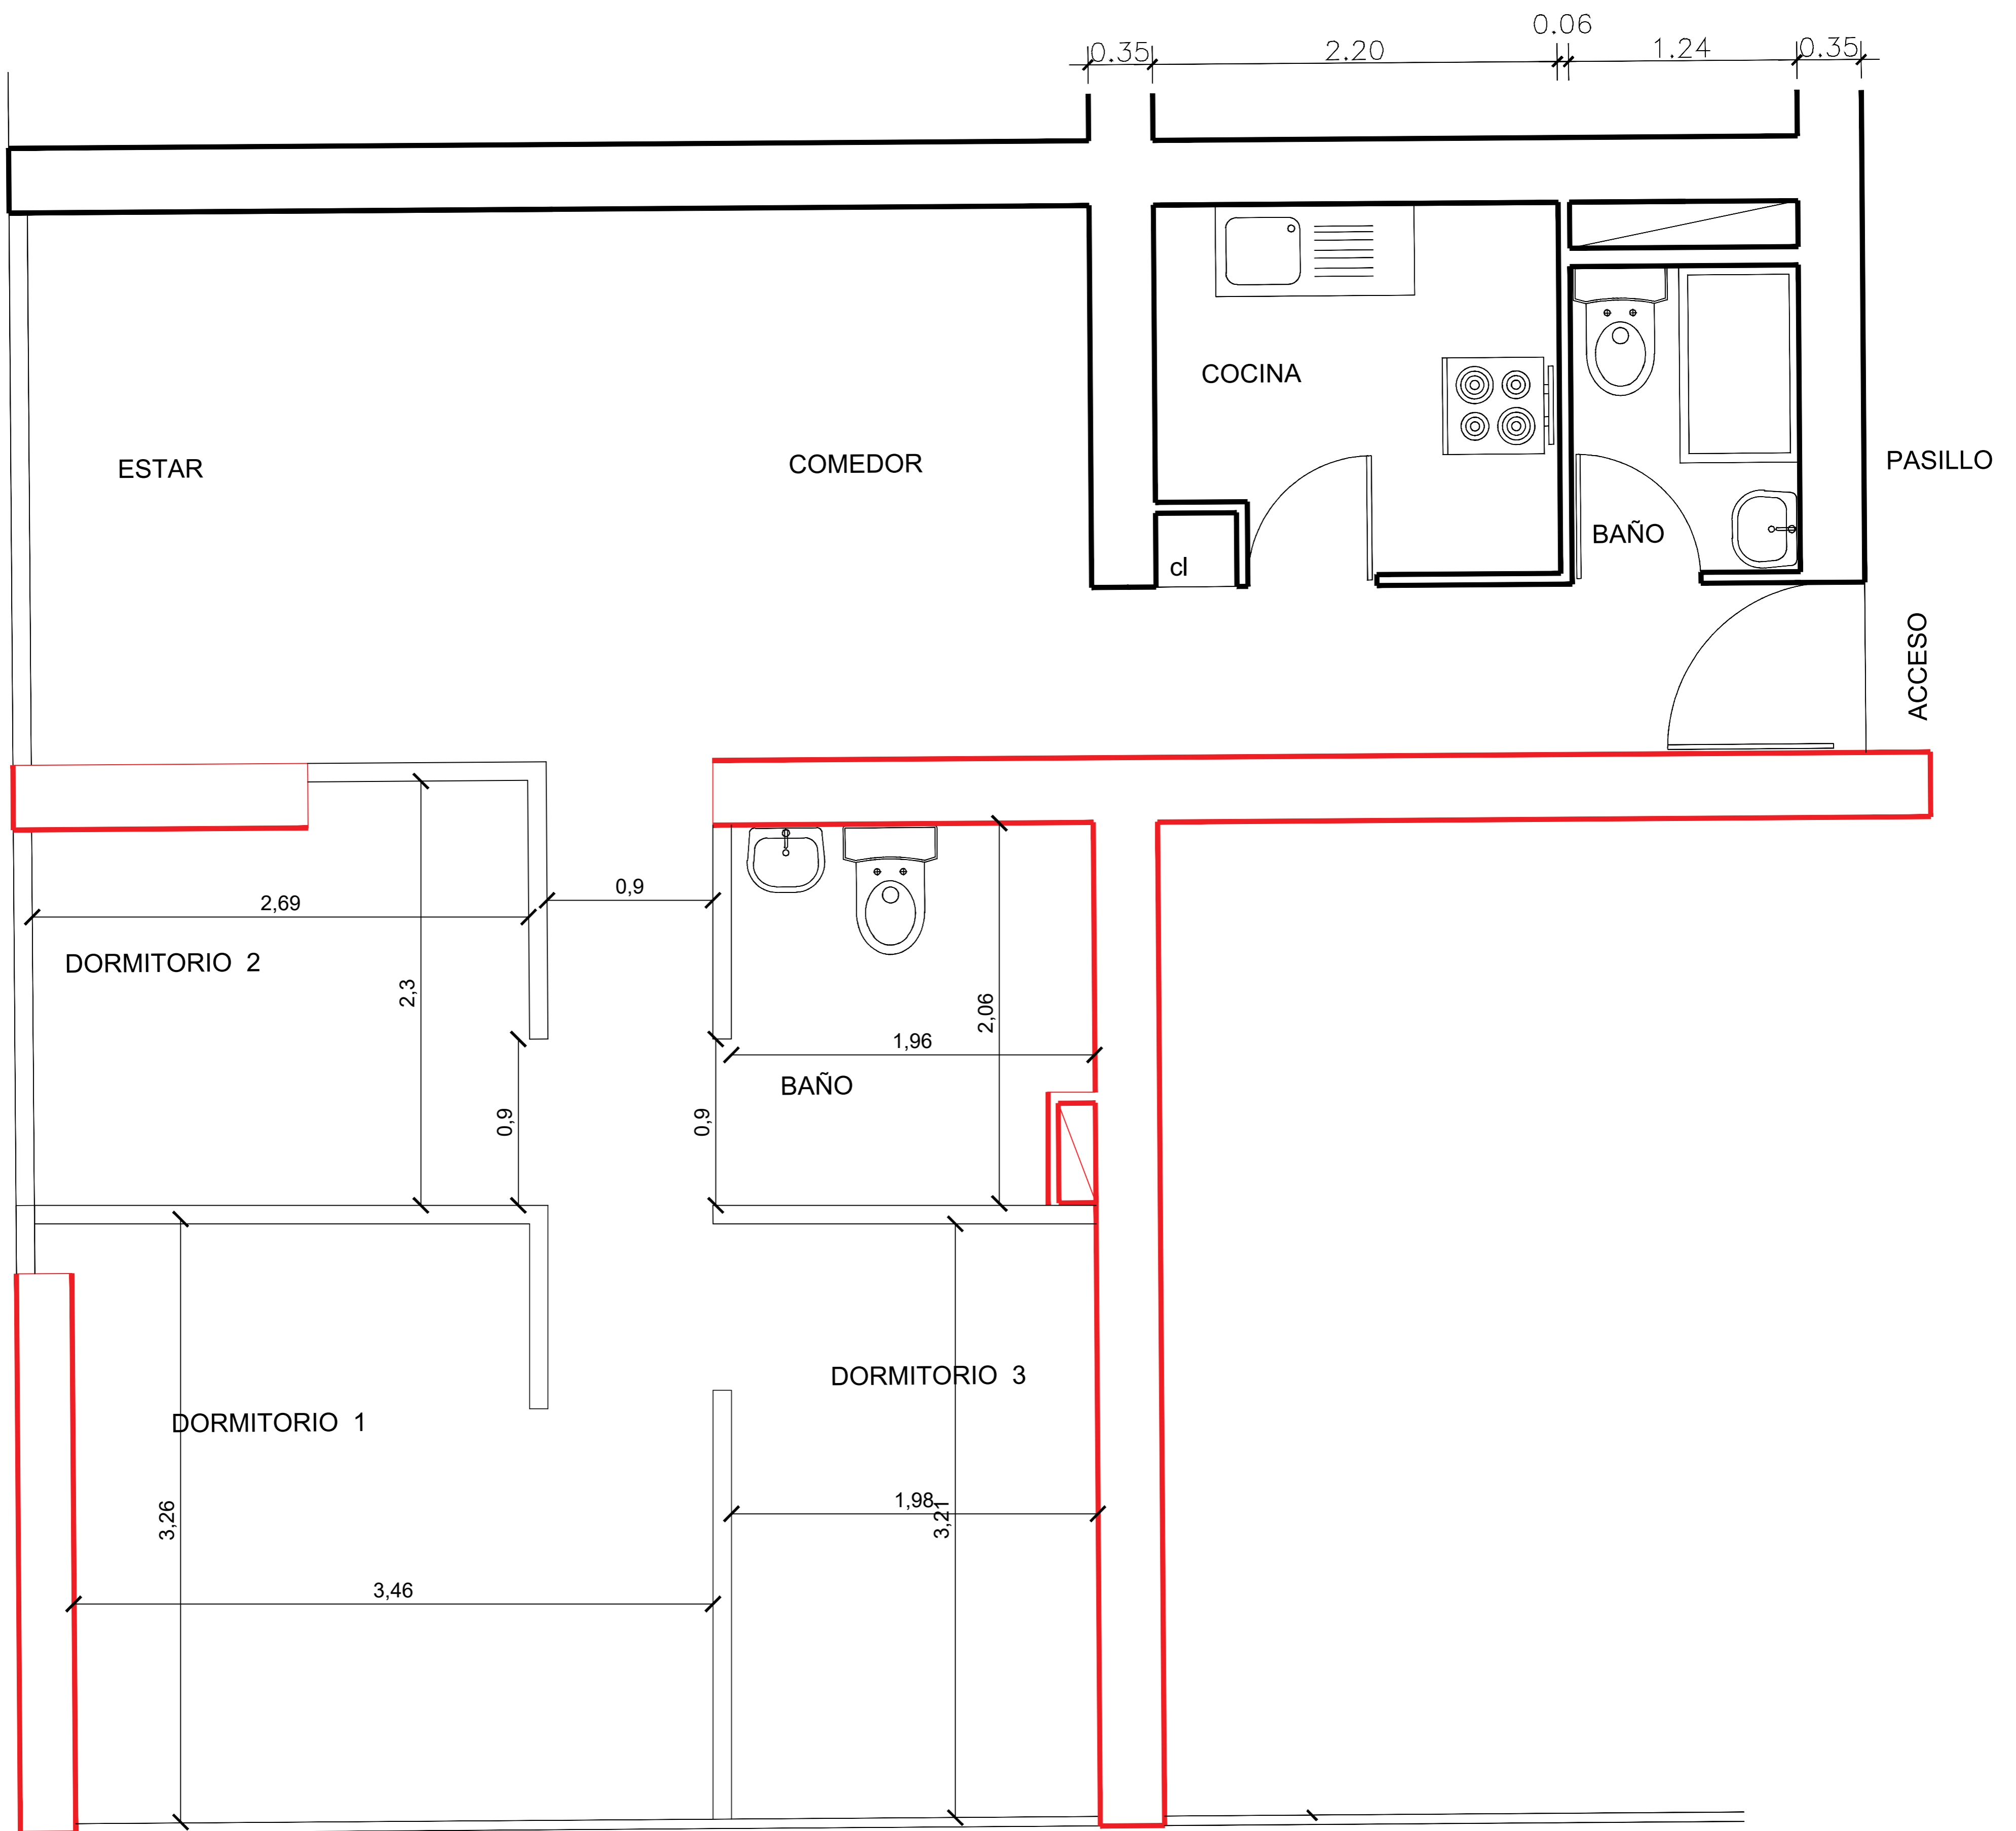 0.06
0.35
2.20
1.24
0.35
COCINA
ESTAR
COMEDOR
PASILLO
BAÑO
cl
ACCESO
0,9
2,69
DORMITORIO 2
2,3
2,06
1,96
BAÑO
0,9
0,9
DORMITORIO 3
DORMITORIO 1
1,98
3,21
3,26
3,46